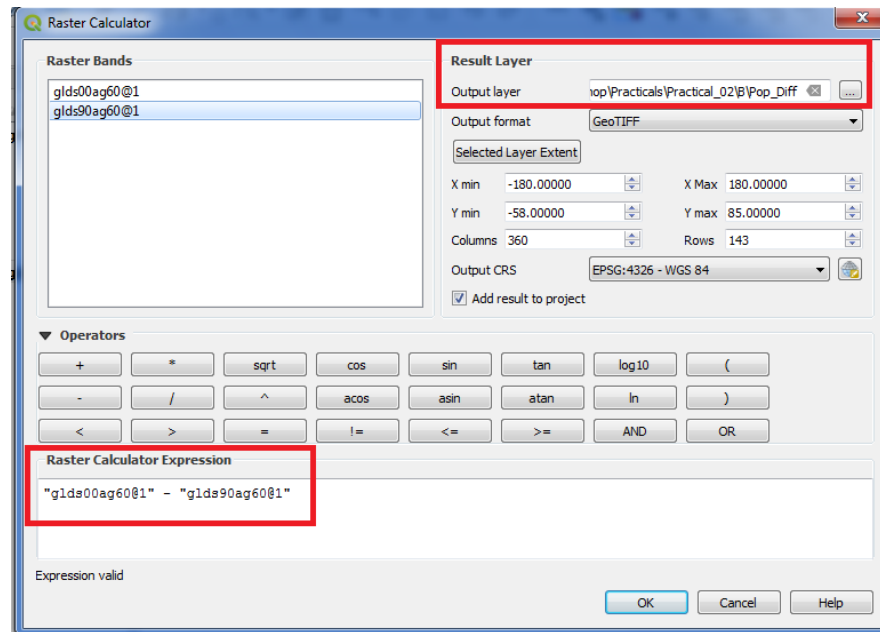 Raster Calculator
Raster Bands
glds00ag60@1
glds90ag60@1
Result Layer
Output layer hop\Practicals\Practical_02\B\Pop_Diff ...
Output format GeoTIFF
Selected Layer Extent
X min -180.00000 X Max 180.00000
Y min -58.00000 Y max 85.00000
Columns 360 Rows 143
Output CRS EPSG:4326 - WGS 84
Add result to project
Operators
+ * sqrt cos sin tan log10 (
- / ^ acos asin atan ln )
< > = != <= >= AND OR
Raster Calculator Expression
"glds00ag60@1" - "glds90ag60@1"
Expression valid
OK Cancel Help